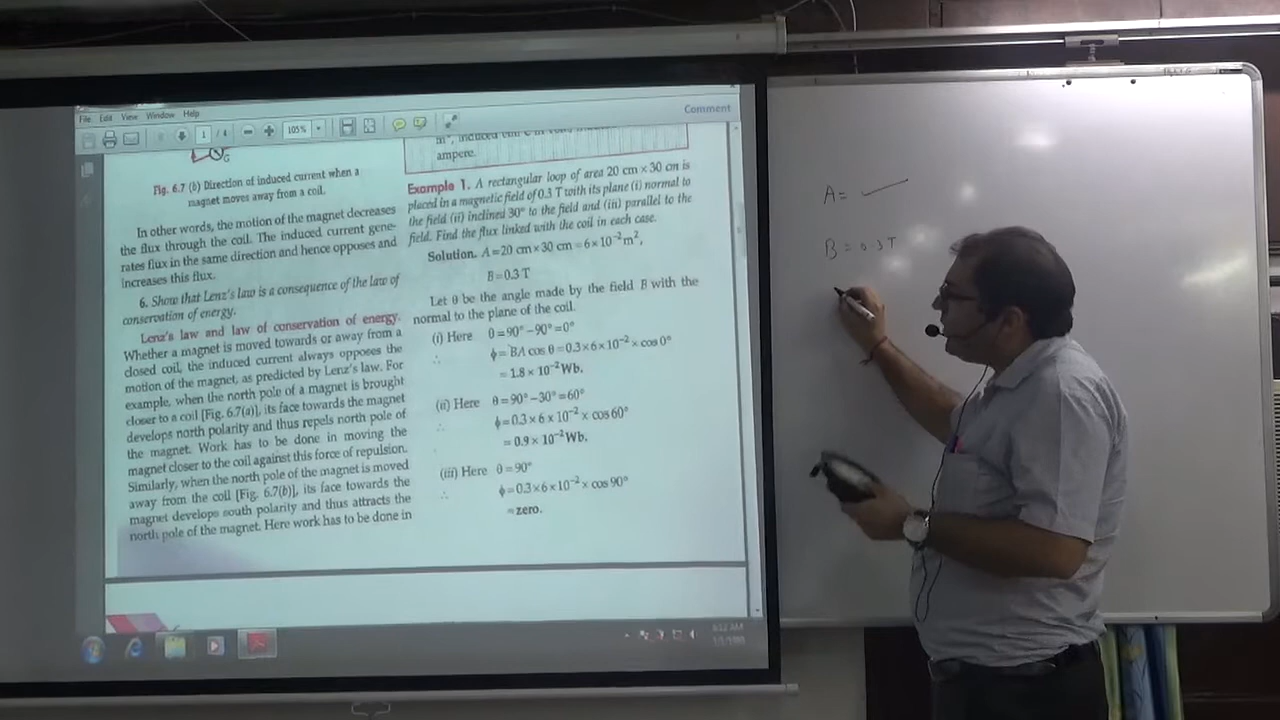 File Edit View Window Help
Comment
1 / 4
105%
G
Fig. 6.7 (b) Direction of induced current when a
magnet moves away from a coil.
In other words, the motion of the magnet decreases
the flux through the coil. The induced current gene-
rates flux in the same direction and hence opposes and
increases this flux.
6. Show that Lenz's law is a consequence of the law of
conservation of energy.
Lenz's law and law of conservation of energy.
Whether a magnet is moved towards or away from a
closed coil, the induced current always opposes the
motion of the magnet, as predicted by Lenz's law. For
example, when the north pole of a magnet is brought
closer to a coil [Fig. 6.7(a)], its face towards the magnet
develops north polarity and thus repels north pole of
the magnet. Work has to be done in moving the
magnet closer to the coil against this force of repulsion.
Similarly, when the north pole of the magnet is moved
away from the coil [Fig. 6.7(b)], its face towards the
magnet develops south polarity and thus attracts the
north pole of the magnet. Here work has to be done in
ampere.
Example 1. A rectangular loop of area 20 cm × 30 cm is
placed in a magnetic field of 0.3 T with its plane (i) normal to
the field (ii) inclined 30° to the field and (iii) parallel to the
field. Find the flux linked with the coil in each case.
Solution. A = 20 cm × 30 cm = 6 × 10⁻² m²,
B = 0.3 T
Let θ be the angle made by the field B with the
normal to the plane of the coil.
(i) Here θ = 90° − 90° = 0°
∴ ϕ = BA cos θ = 0.3 × 6 × 10⁻² × cos 0°
= 1.8 × 10⁻² Wb.
(ii) Here θ = 90° − 30° = 60°
∴ ϕ = 0.3 × 6 × 10⁻² × cos 60°
= 0.9 × 10⁻² Wb.
(iii) Here θ = 90°
∴ ϕ = 0.3 × 6 × 10⁻² × cos 90°
= zero.
A =
B = 0.3 T